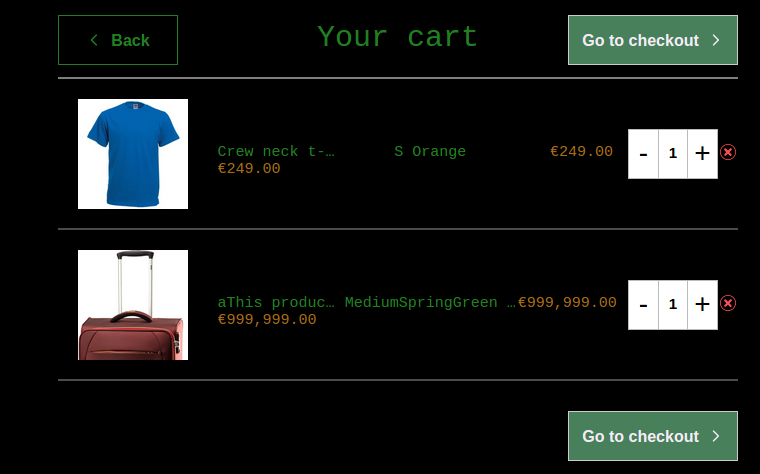 Back
Your cart
Go to checkout
Crew neck t-… S Orange €249.00 - 1 +
€249.00
aThis produc… MediumSpringGreen …€999,999.00 - 1 +
€999,999.00
Go to checkout